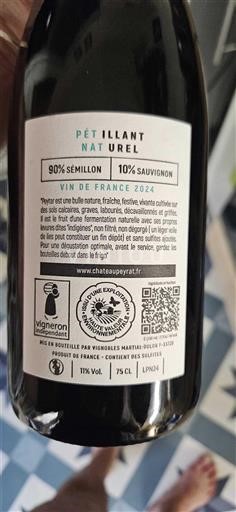 PÉT ILLANT
NAT UREL
90% SÉMILLON 10% SAUVIGNON
VIN DE FRANCE 2024
"Peytar est une bulle nature, fraîche, festive, vivante cultivée sur
des sols calcaires, graves, labourés, décavaillonnés et griffés.
Il est le fruit d'une fermentation naturelle avec ses propres
levures dites "indigènes", non filtré, non dégorgé ( un léger voile
de lies peut constituer un fin dépôt) et sans sulfites ajoutés.
Pour une dégustation optimale, avant le service, gardez les
bouteilles debout dans le frigo"
www.chateaupeyrat.fr
vigneron
indépendant
ISSU D'UNE EXPLOITATION
HAUTE VALEUR
ENVIRONNEMENTALE
MIS EN BOUTEILLE PAR VIGNOBLES MARTIAL-DULOR
PRODUIT DE FRANCE - CONTIENT DES SULFITES
11% Vol. 75 CL LPN24